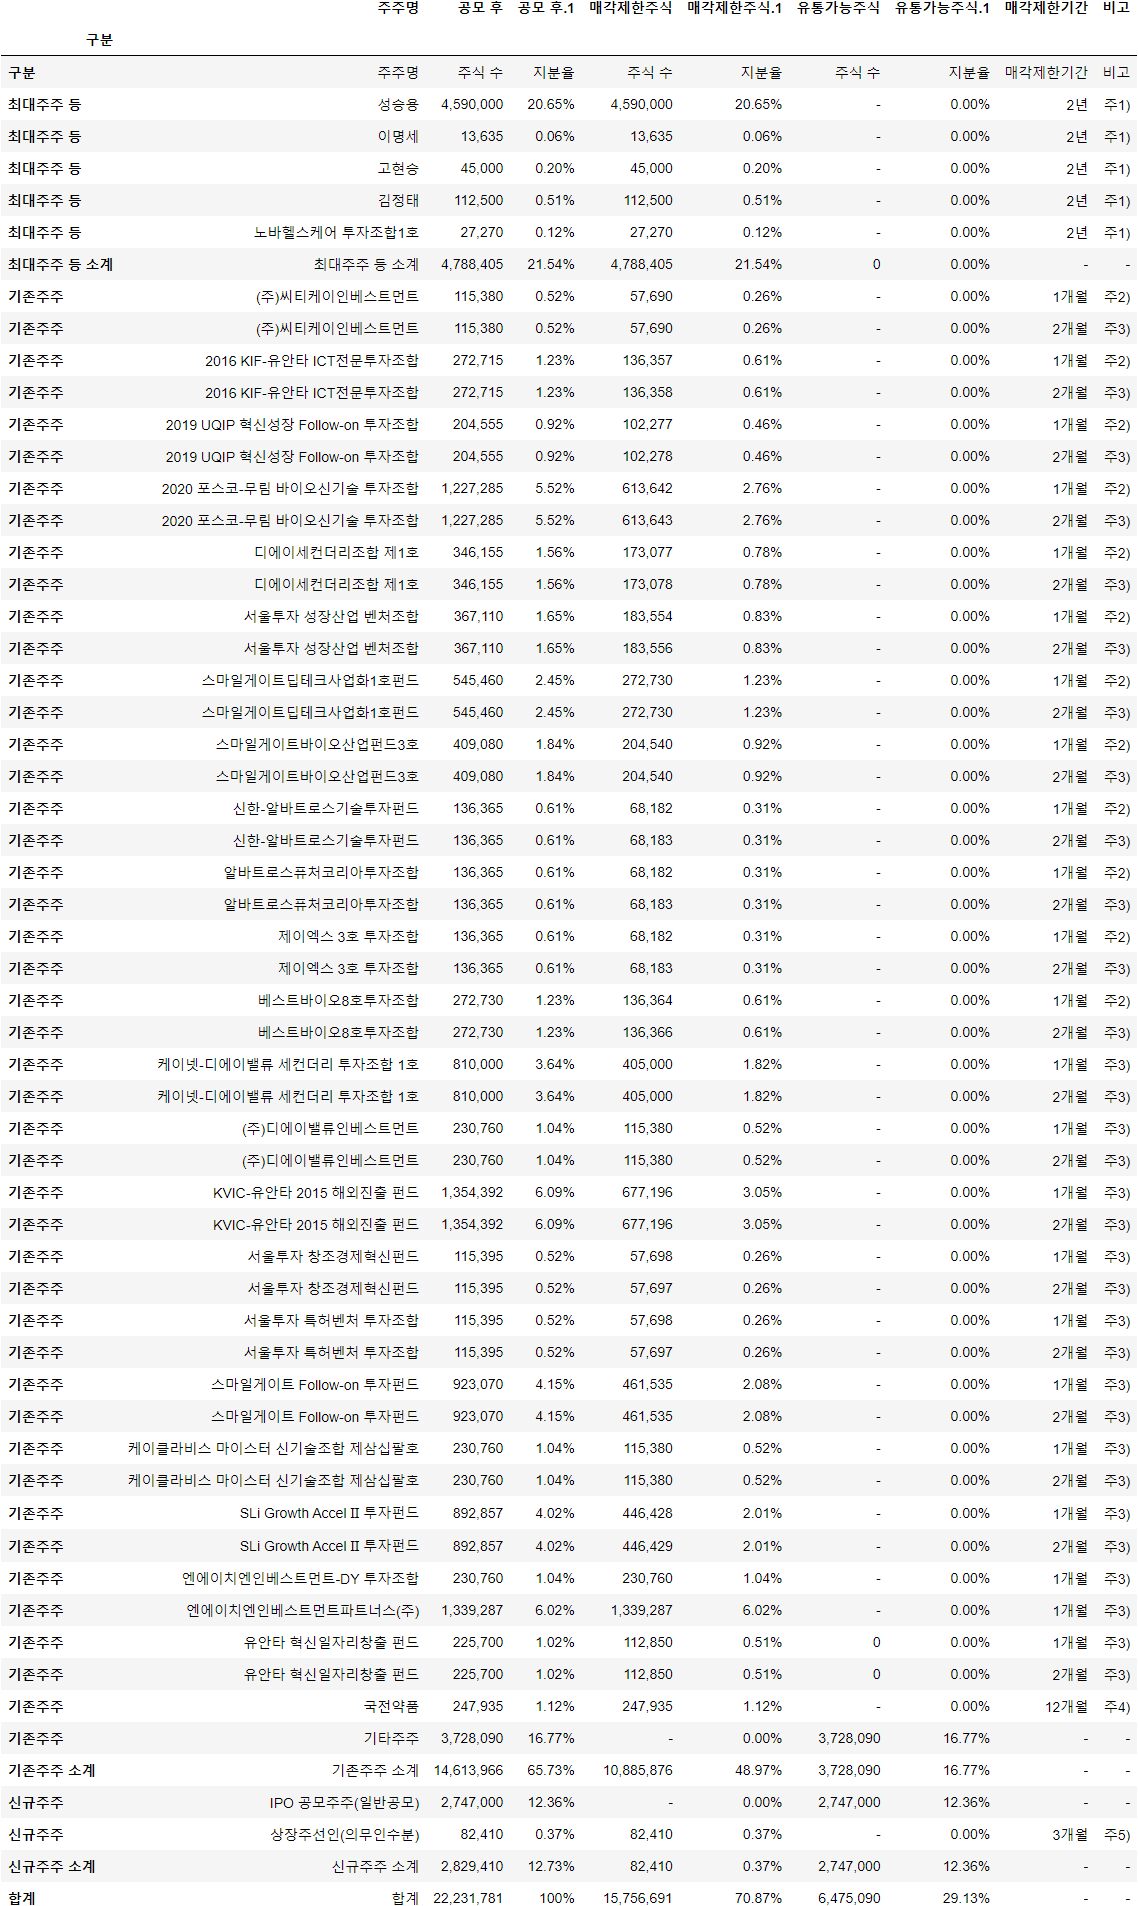 주주명 공모 후 공모 후.1 매각제한주식 매각제한주식.1 유통가능주식 유통가능주식.1 매각제한기간 비고
구분
구분 주주명 주식 수 지분율 주식 수 지분율 주식 수 지분율 매각제한기간 비고
최대주주 등 성승용 4,590,000 20.65% 4,590,000 20.65% - 0.00% 2년 주1)
최대주주 등 이명세 13,635 0.06% 13,635 0.06% - 0.00% 2년 주1)
최대주주 등 고현승 45,000 0.20% 45,000 0.20% - 0.00% 2년 주1)
최대주주 등 김정태 112,500 0.51% 112,500 0.51% - 0.00% 2년 주1)
최대주주 등 노바헬스케어 투자조합1호 27,270 0.12% 27,270 0.12% - 0.00% 2년 주1)
최대주주 등 소계 최대주주 등 소계 4,788,405 21.54% 4,788,405 21.54% 0 0.00% - -
기존주주 (주)씨티케이인베스트먼트 115,380 0.52% 57,690 0.26% - 0.00% 1개월 주2)
기존주주 (주)씨티케이인베스트먼트 115,380 0.52% 57,690 0.26% - 0.00% 2개월 주3)
기존주주 2016 KIF-유안타 ICT전문투자조합 272,715 1.23% 136,357 0.61% - 0.00% 1개월 주2)
기존주주 2016 KIF-유안타 ICT전문투자조합 272,715 1.23% 136,358 0.61% - 0.00% 2개월 주3)
기존주주 2019 UQIP 혁신성장 Follow-on 투자조합 204,555 0.92% 102,277 0.46% - 0.00% 1개월 주2)
기존주주 2019 UQIP 혁신성장 Follow-on 투자조합 204,555 0.92% 102,278 0.46% - 0.00% 2개월 주3)
기존주주 2020 포스코-무림 바이오신기술 투자조합 1,227,285 5.52% 613,642 2.76% - 0.00% 1개월 주2)
기존주주 2020 포스코-무림 바이오신기술 투자조합 1,227,285 5.52% 613,643 2.76% - 0.00% 2개월 주3)
기존주주 디에이세컨더리조합 제1호 346,155 1.56% 173,077 0.78% - 0.00% 1개월 주2)
기존주주 디에이세컨더리조합 제1호 346,155 1.56% 173,078 0.78% - 0.00% 2개월 주3)
기존주주 서울투자 성장산업 벤처조합 367,110 1.65% 183,554 0.83% - 0.00% 1개월 주2)
기존주주 서울투자 성장산업 벤처조합 367,110 1.65% 183,556 0.83% - 0.00% 2개월 주3)
기존주주 스마일게이트딥테크사업화1호펀드 545,460 2.45% 272,730 1.23% - 0.00% 1개월 주2)
기존주주 스마일게이트딥테크사업화1호펀드 545,460 2.45% 272,730 1.23% - 0.00% 2개월 주3)
기존주주 스마일게이트바이오산업펀드3호 409,080 1.84% 204,540 0.92% - 0.00% 1개월 주2)
기존주주 스마일게이트바이오산업펀드3호 409,080 1.84% 204,540 0.92% - 0.00% 2개월 주3)
기존주주 신한-알바트로스기술투자펀드 136,365 0.61% 68,182 0.31% - 0.00% 1개월 주2)
기존주주 신한-알바트로스기술투자펀드 136,365 0.61% 68,183 0.31% - 0.00% 2개월 주3)
기존주주 알바트로스퓨처코리아투자조합 136,365 0.61% 68,182 0.31% - 0.00% 1개월 주2)
기존주주 알바트로스퓨처코리아투자조합 136,365 0.61% 68,183 0.31% - 0.00% 2개월 주3)
기존주주 제이엑스 3호 투자조합 136,365 0.61% 68,182 0.31% - 0.00% 1개월 주2)
기존주주 제이엑스 3호 투자조합 136,365 0.61% 68,183 0.31% - 0.00% 2개월 주3)
기존주주 베스트바이오8호투자조합 272,730 1.23% 136,364 0.61% - 0.00% 1개월 주2)
기존주주 베스트바이오8호투자조합 272,730 1.23% 136,366 0.61% - 0.00% 2개월 주3)
기존주주 케이넷-디에이밸류 세컨더리 투자조합 1호 810,000 3.64% 405,000 1.82% - 0.00% 1개월 주3)
기존주주 케이넷-디에이밸류 세컨더리 투자조합 1호 810,000 3.64% 405,000 1.82% - 0.00% 2개월 주3)
기존주주 (주)디에이밸류인베스트먼트 230,760 1.04% 115,380 0.52% - 0.00% 1개월 주3)
기존주주 (주)디에이밸류인베스트먼트 230,760 1.04% 115,380 0.52% - 0.00% 2개월 주3)
기존주주 KVIC-유안타 2015 해외진출 펀드 1,354,392 6.09% 677,196 3.05% - 0.00% 1개월 주3)
기존주주 KVIC-유안타 2015 해외진출 펀드 1,354,392 6.09% 677,196 3.05% - 0.00% 2개월 주3)
기존주주 서울투자 창조경제혁신펀드 115,395 0.52% 57,698 0.26% - 0.00% 1개월 주3)
기존주주 서울투자 창조경제혁신펀드 115,395 0.52% 57,697 0.26% - 0.00% 2개월 주3)
기존주주 서울투자 특허벤처 투자조합 115,395 0.52% 57,698 0.26% - 0.00% 1개월 주3)
기존주주 서울투자 특허벤처 투자조합 115,395 0.52% 57,697 0.26% - 0.00% 2개월 주3)
기존주주 스마일게이트 Follow-on 투자펀드 923,070 4.15% 461,535 2.08% - 0.00% 1개월 주3)
기존주주 스마일게이트 Follow-on 투자펀드 923,070 4.15% 461,535 2.08% - 0.00% 2개월 주3)
기존주주 케이클라비스 마이스터 신기술조합 제삼십팔호 230,760 1.04% 115,380 0.52% - 0.00% 1개월 주3)
기존주주 케이클라비스 마이스터 신기술조합 제삼십팔호 230,760 1.04% 115,380 0.52% - 0.00% 2개월 주3)
기존주주 SLi Growth Accel Ⅱ 투자펀드 892,857 4.02% 446,428 2.01% - 0.00% 1개월 주3)
기존주주 SLi Growth Accel Ⅱ 투자펀드 892,857 4.02% 446,429 2.01% - 0.00% 2개월 주3)
기존주주 엔에이치엔인베스트먼트-DY 투자조합 230,760 1.04% 230,760 1.04% - 0.00% 1개월 주3)
기존주주 엔에이치엔인베스트먼트파트너스(주) 1,339,287 6.02% 1,339,287 6.02% - 0.00% 1개월 주3)
기존주주 유안타 혁신일자리창출 펀드 225,700 1.02% 112,850 0.51% 0 0.00% 1개월 주3)
기존주주 유안타 혁신일자리창출 펀드 225,700 1.02% 112,850 0.51% 0 0.00% 2개월 주3)
기존주주 국전약품 247,935 1.12% 247,935 1.12% - 0.00% 12개월 주4)
기존주주 기타주주 3,728,090 16.77% - 0.00% 3,728,090 16.77% - -
기존주주 소계 기존주주 소계 14,613,966 65.73% 10,885,876 48.97% 3,728,090 16.77% - -
신규주주 IPO 공모주주(일반공모) 2,747,000 12.36% - 0.00% 2,747,000 12.36% - -
신규주주 상장주선인(의무인수분) 82,410 0.37% 82,410 0.37% - 0.00% 3개월 주5)
신규주주 소계 신규주주 소계 2,829,410 12.73% 82,410 0.37% 2,747,000 12.36% - -
합계 합계 22,231,781 100% 15,756,691 70.87% 6,475,090 29.13% - -